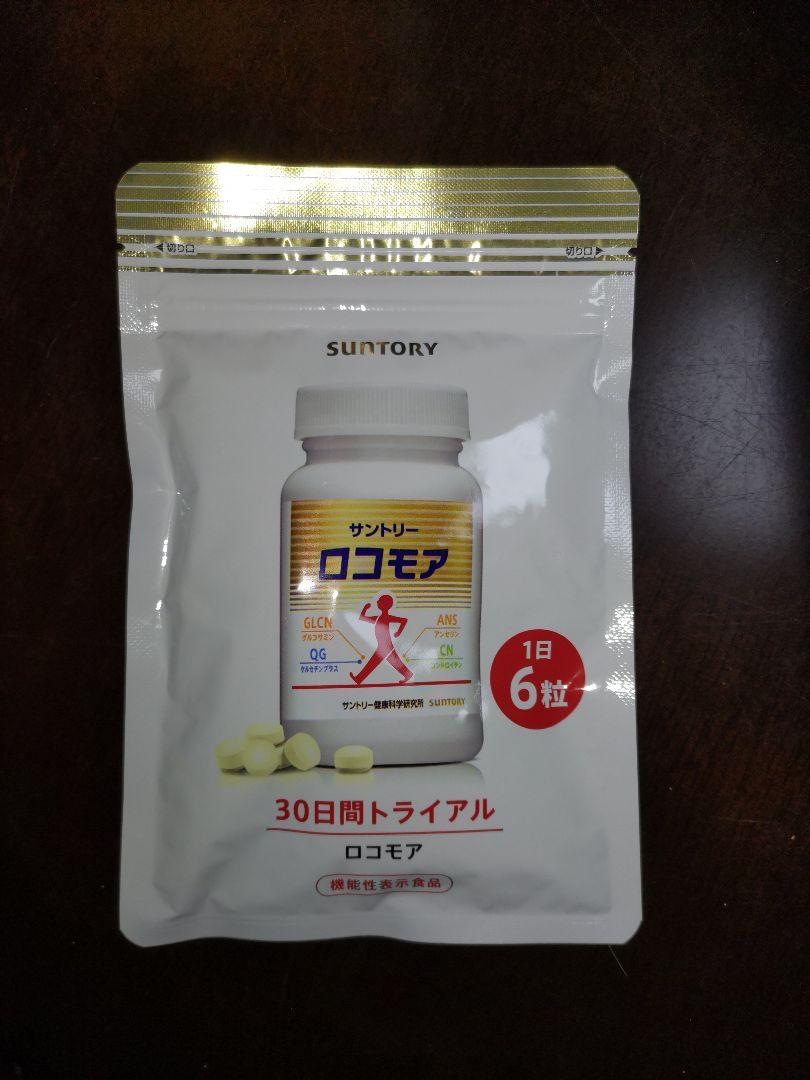 ◀切り口
切り口▶
SUNTORY
サントリー
ロコモア
GLCN
グルコサミン
ANS
アンセリン
QG
ケルセチンプラス
CN
コンドロイチン
サントリー健康科学研究所 SUNTORY
1日
6粒
30日間トライアル
ロコモア
機能性表示食品